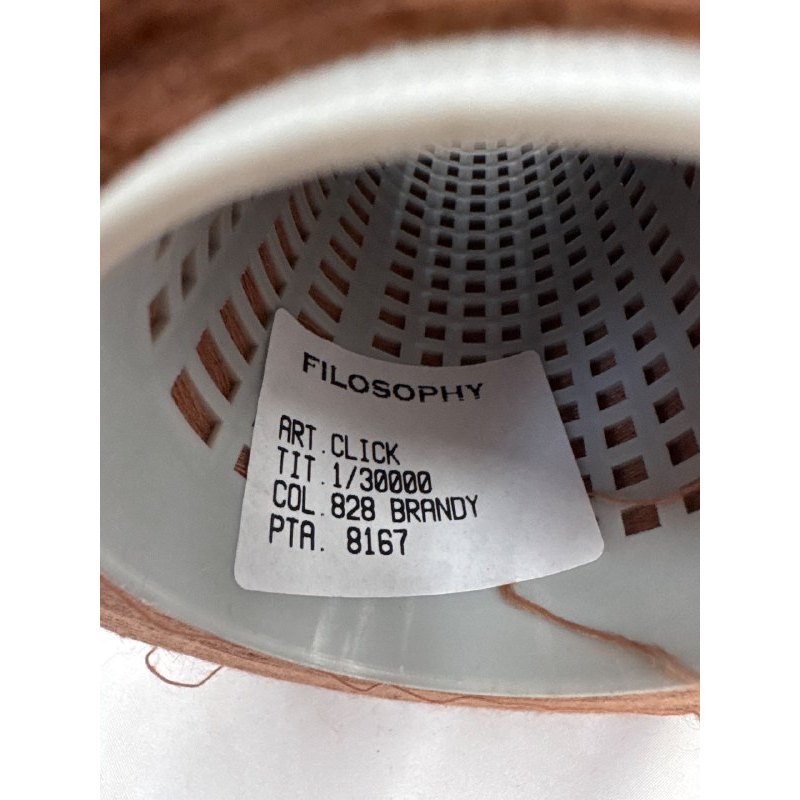 FILOSOPHY
ART.CLICK
TIT.1/30000
COL.828 BRANDY
PTA. 8167